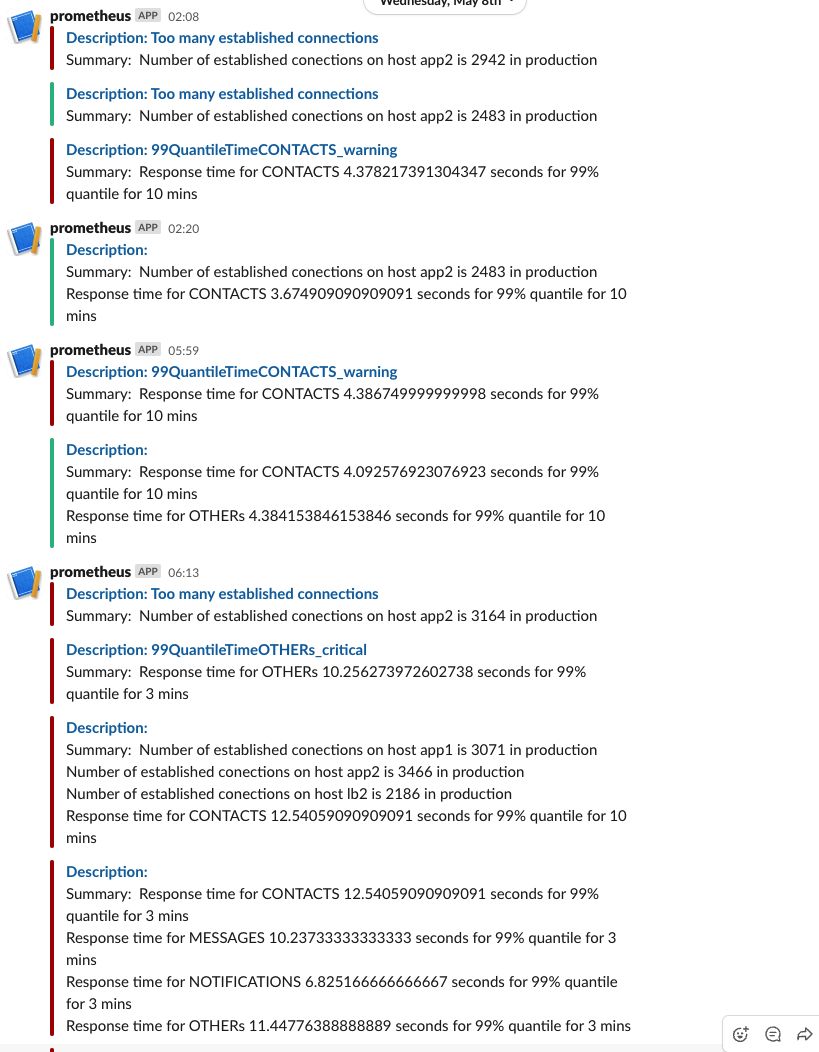 Wednesday, May 8th
prometheus APP 02:08
Description: Too many established connections
Summary: Number of established conections on host app2 is 2942 in production
Description: Too many established connections
Summary: Number of established conections on host app2 is 2483 in production
Description: 99QuantileTimeCONTACTS_warning
Summary: Response time for CONTACTS 4.378217391304347 seconds for 99%
quantile for 10 mins
prometheus APP 02:20
Description:
Summary: Number of established conections on host app2 is 2483 in production
Response time for CONTACTS 3.674909090909091 seconds for 99% quantile for 10
mins
prometheus APP 05:59
Description: 99QuantileTimeCONTACTS_warning
Summary: Response time for CONTACTS 4.386749999999998 seconds for 99%
quantile for 10 mins
Description:
Summary: Response time for CONTACTS 4.092576923076923 seconds for 99%
quantile for 10 mins
Response time for OTHERs 4.384153846153846 seconds for 99% quantile for 10
mins
prometheus APP 06:13
Description: Too many established connections
Summary: Number of established conections on host app2 is 3164 in production
Description: 99QuantileTimeOTHERs_critical
Summary: Response time for OTHERs 10.256273972602738 seconds for 99%
quantile for 3 mins
Description:
Summary: Number of established conections on host app1 is 3071 in production
Number of established conections on host app2 is 3466 in production
Number of established conections on host lb2 is 2186 in production
Response time for CONTACTS 12.54059090909091 seconds for 99% quantile for 10
mins
Description:
Summary: Response time for CONTACTS 12.54059090909091 seconds for 99%
quantile for 3 mins
Response time for MESSAGES 10.23733333333333 seconds for 99% quantile for 3
mins
Response time for NOTIFICATIONS 6.825166666666667 seconds for 99% quantile
for 3 mins
Response time for OTHERs 11.44776388888889 seconds for 99% quantile for 3 mins